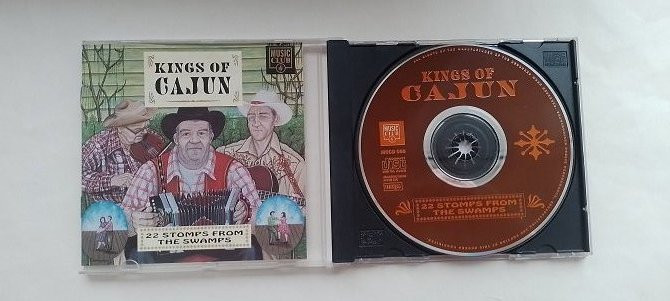 MUSIC
CLUB
KINGS OF
CAJUN
22 STOMPS FROM
THE SWAMPS
KINGS OF
CAJUN
MUSIC
CLUB
22 STOMPS FROM
THE SWAMPS